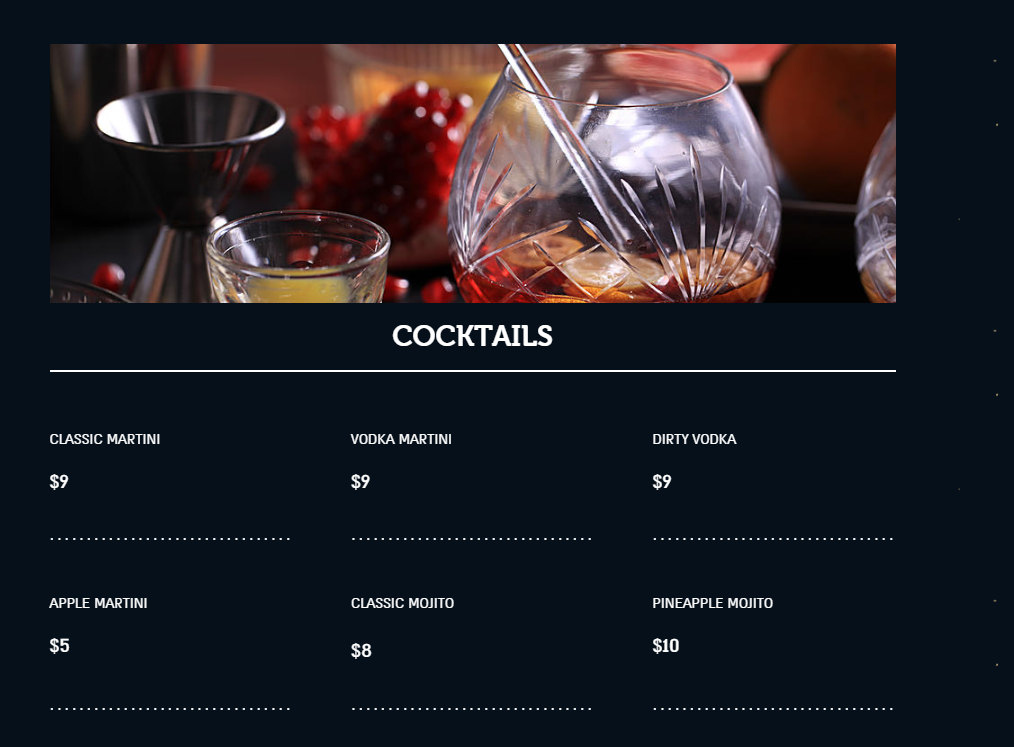 COCKTAILS
CLASSIC MARTINI
$9
VODKA MARTINI
$9
DIRTY VODKA
$9
APPLE MARTINI
$5
CLASSIC MOJITO
$8
PINEAPPLE MOJITO
$10